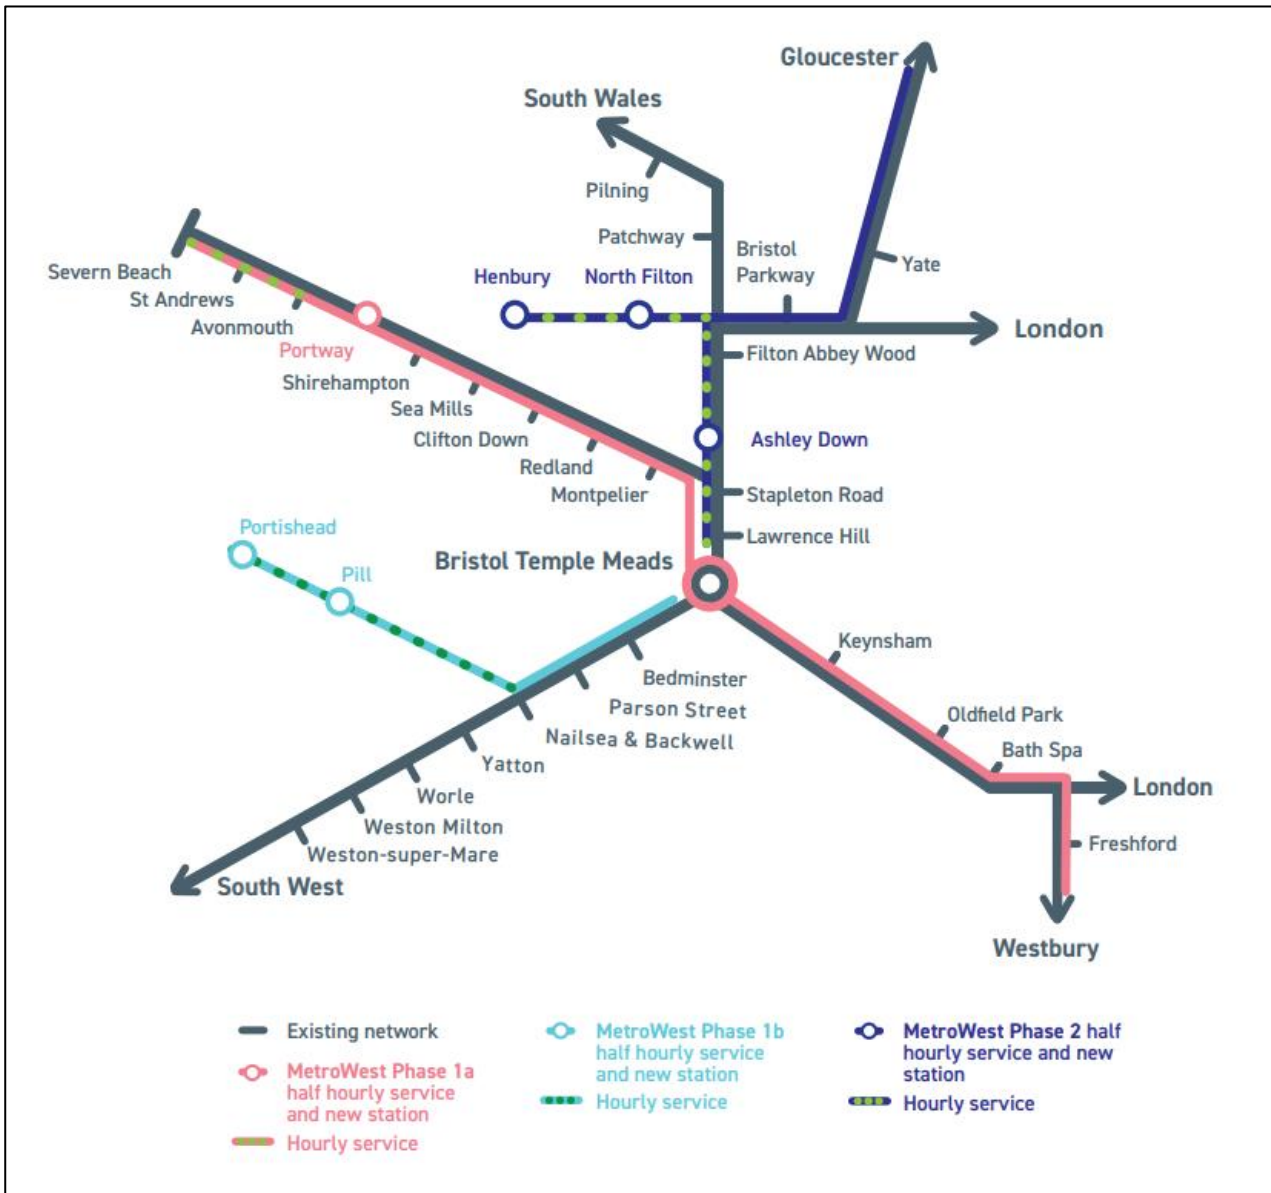 Gloucester
South Wales
Pilning
Patchway
Bristol
Parkway
Yate
Severn Beach
St Andrews
Avonmouth
Portway
Shirehampton
Sea Mills
Clifton Down
Redland
Montpelier
Henbury
North Filton
London
Filton Abbey Wood
Ashley Down
Stapleton Road
Lawrence Hill
Portishead
Pill
Bristol Temple Meads
Keynsham
Bedminster
Parson Street
Nailsea & Backwell
Yatton
Worle
Weston Milton
Weston-super-Mare
South West
Oldfield Park
Bath Spa
London
Freshford
Westbury
Existing network
MetroWest Phase 1a
half hourly service
and new station
Hourly service
MetroWest Phase 1b
half hourly service
and new station
Hourly service
MetroWest Phase 2 half
hourly service and new
station
Hourly service